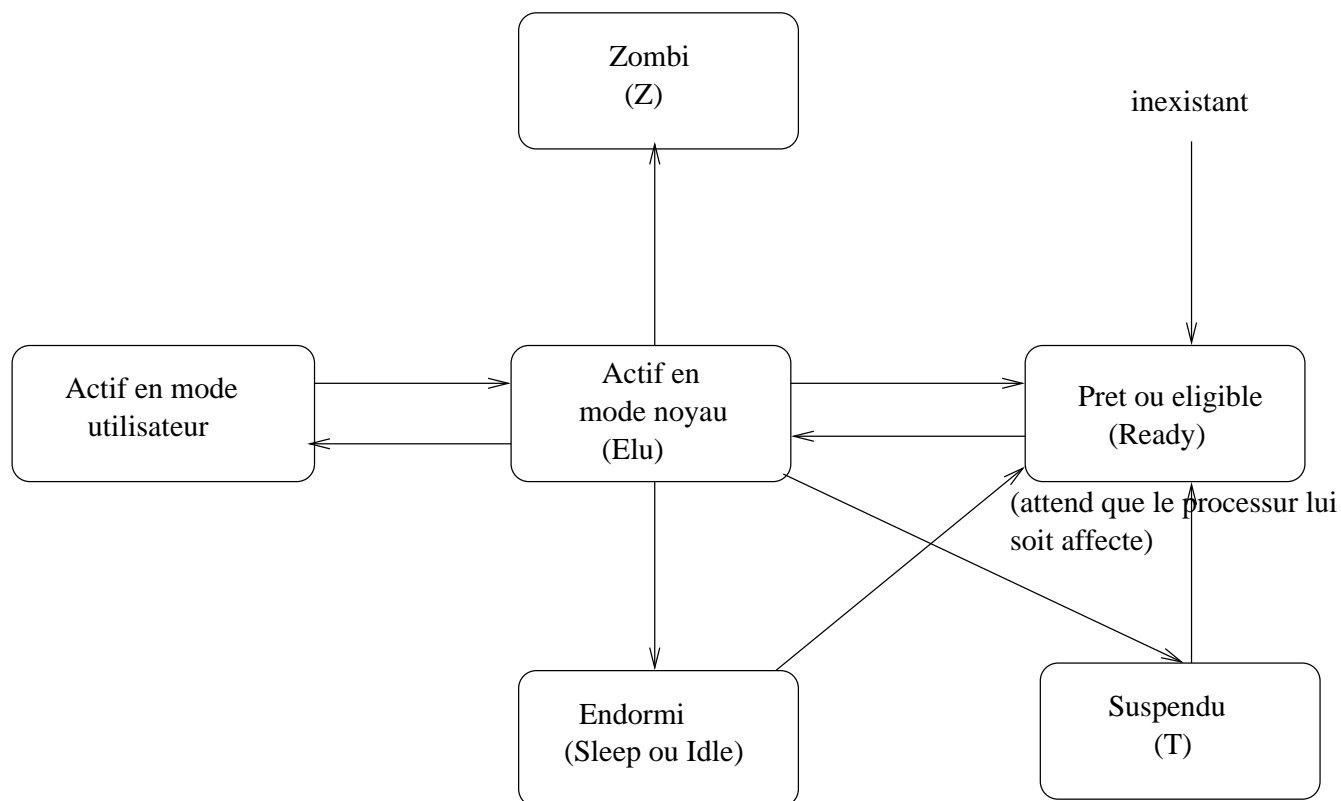 Zombi
(Z)
inexistant
Actif en mode
utilisateur
Actif en
mode noyau
(Elu)
Pret ou eligible
(Ready)
(attend que le processur lui
soit affecte)
Endormi
(Sleep ou Idle)
Suspendu
(T)